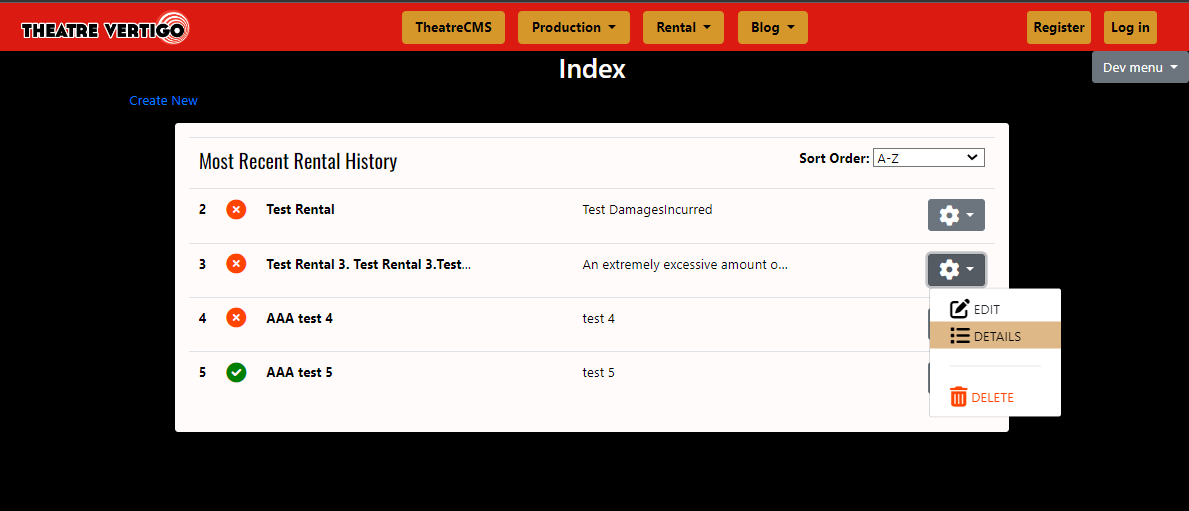 THEATRE VERTIGO TheatreCMS Production Rental Blog Register Log in
Index
Dev menu
Create New
Most Recent Rental History
Sort Order: A-Z
2 Test Rental Test DamagesIncurred
3 Test Rental 3. Test Rental 3.Test... An extremely excessive amount o...
4 AAA test 4 test 4
EDIT
DETAILS
5 AAA test 5 test 5
DELETE